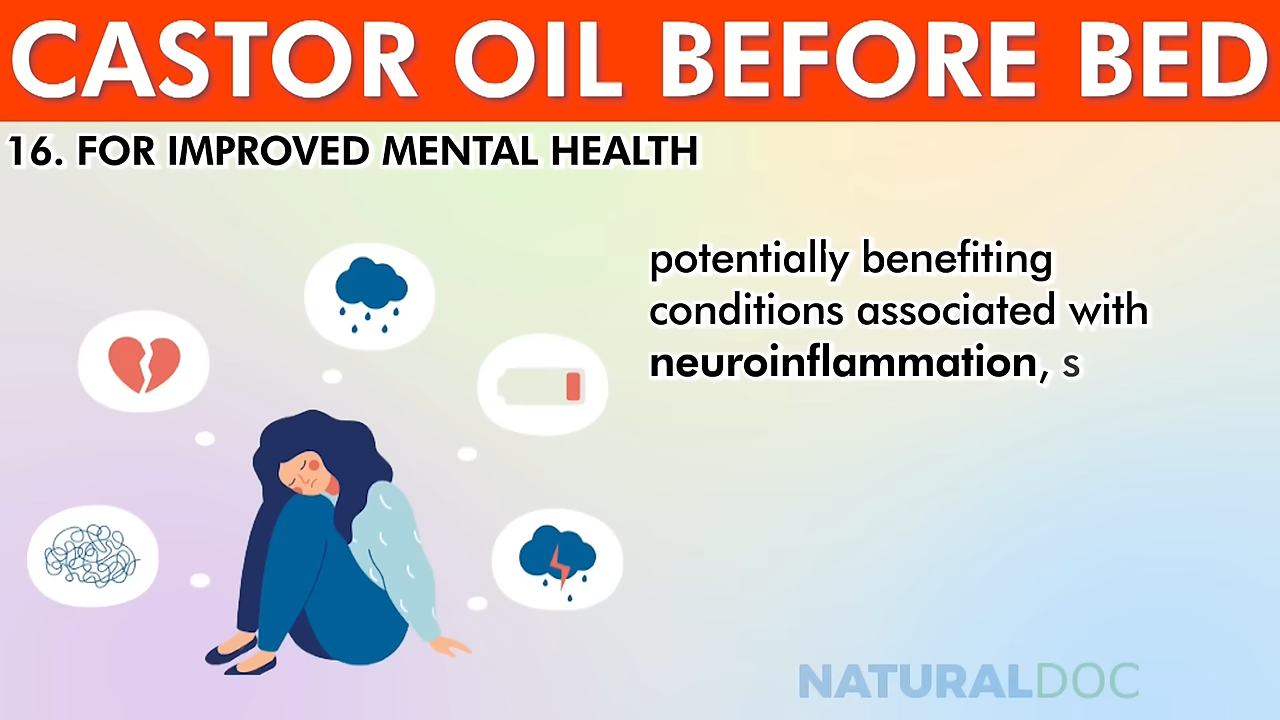 CASTOR OIL BEFORE BED
16. FOR IMPROVED MENTAL HEALTH
potentially benefiting
conditions associated with
neuroinflammation, s
NATURALDOC